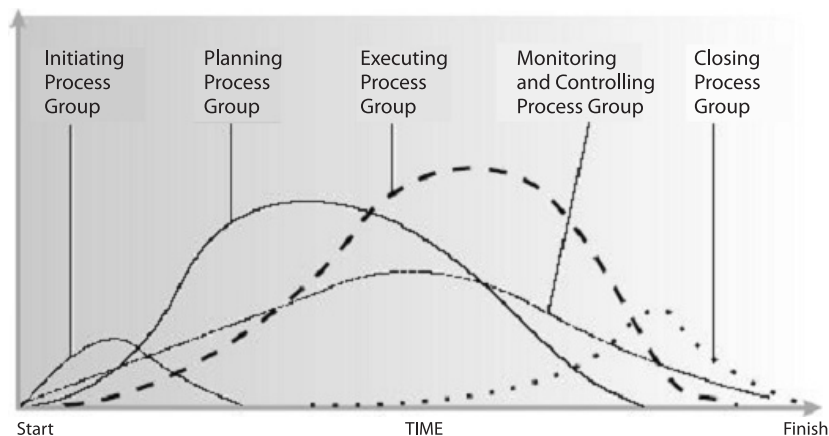 Initiating
Process
Group
Planning
Process
Group
Executing
Process
Group
Monitoring
and Controlling
Process Group
Closing
Process
Group
Start
TIME
Finish